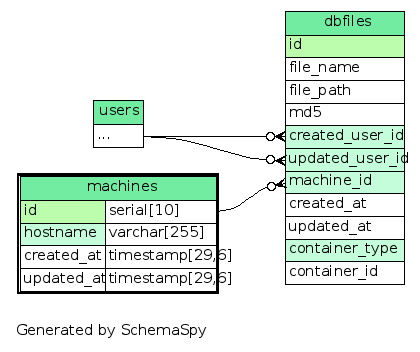 dbfiles
id
file_name
file_path
md5
created_user_id
updated_user_id
machine_id
created_at
updated_at
container_type
container_id
users
...
machines
id serial[10]
hostname varchar[255]
created_at timestamp[29,6]
updated_at timestamp[29,6]
Generated by SchemaSpy